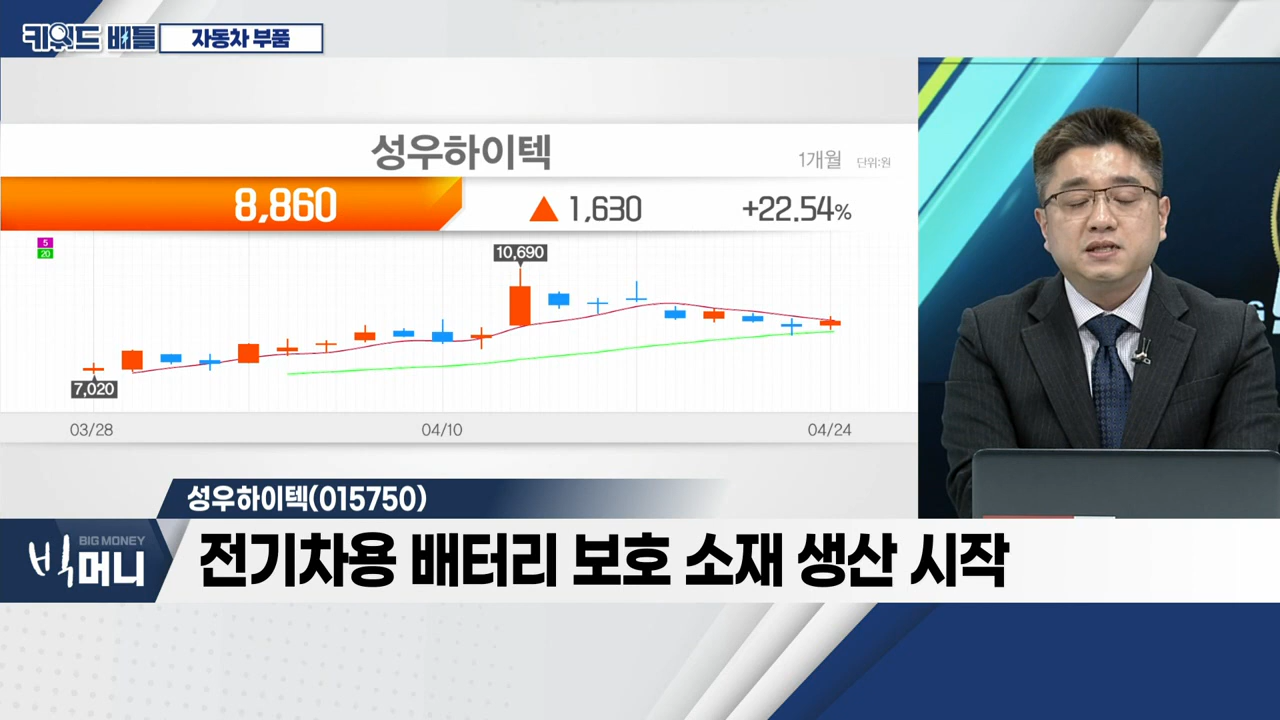 키워드 배틀 자동차 부품
성우하이텍
1개월 단위:원
8,860 ▲ 1,630 +22.54%
5
20
10,690
7,020
03/28 04/10 04/24
성우하이텍(015750)
BIG MONEY
빅머니
전기차용 배터리 보호 소재 생산 시작